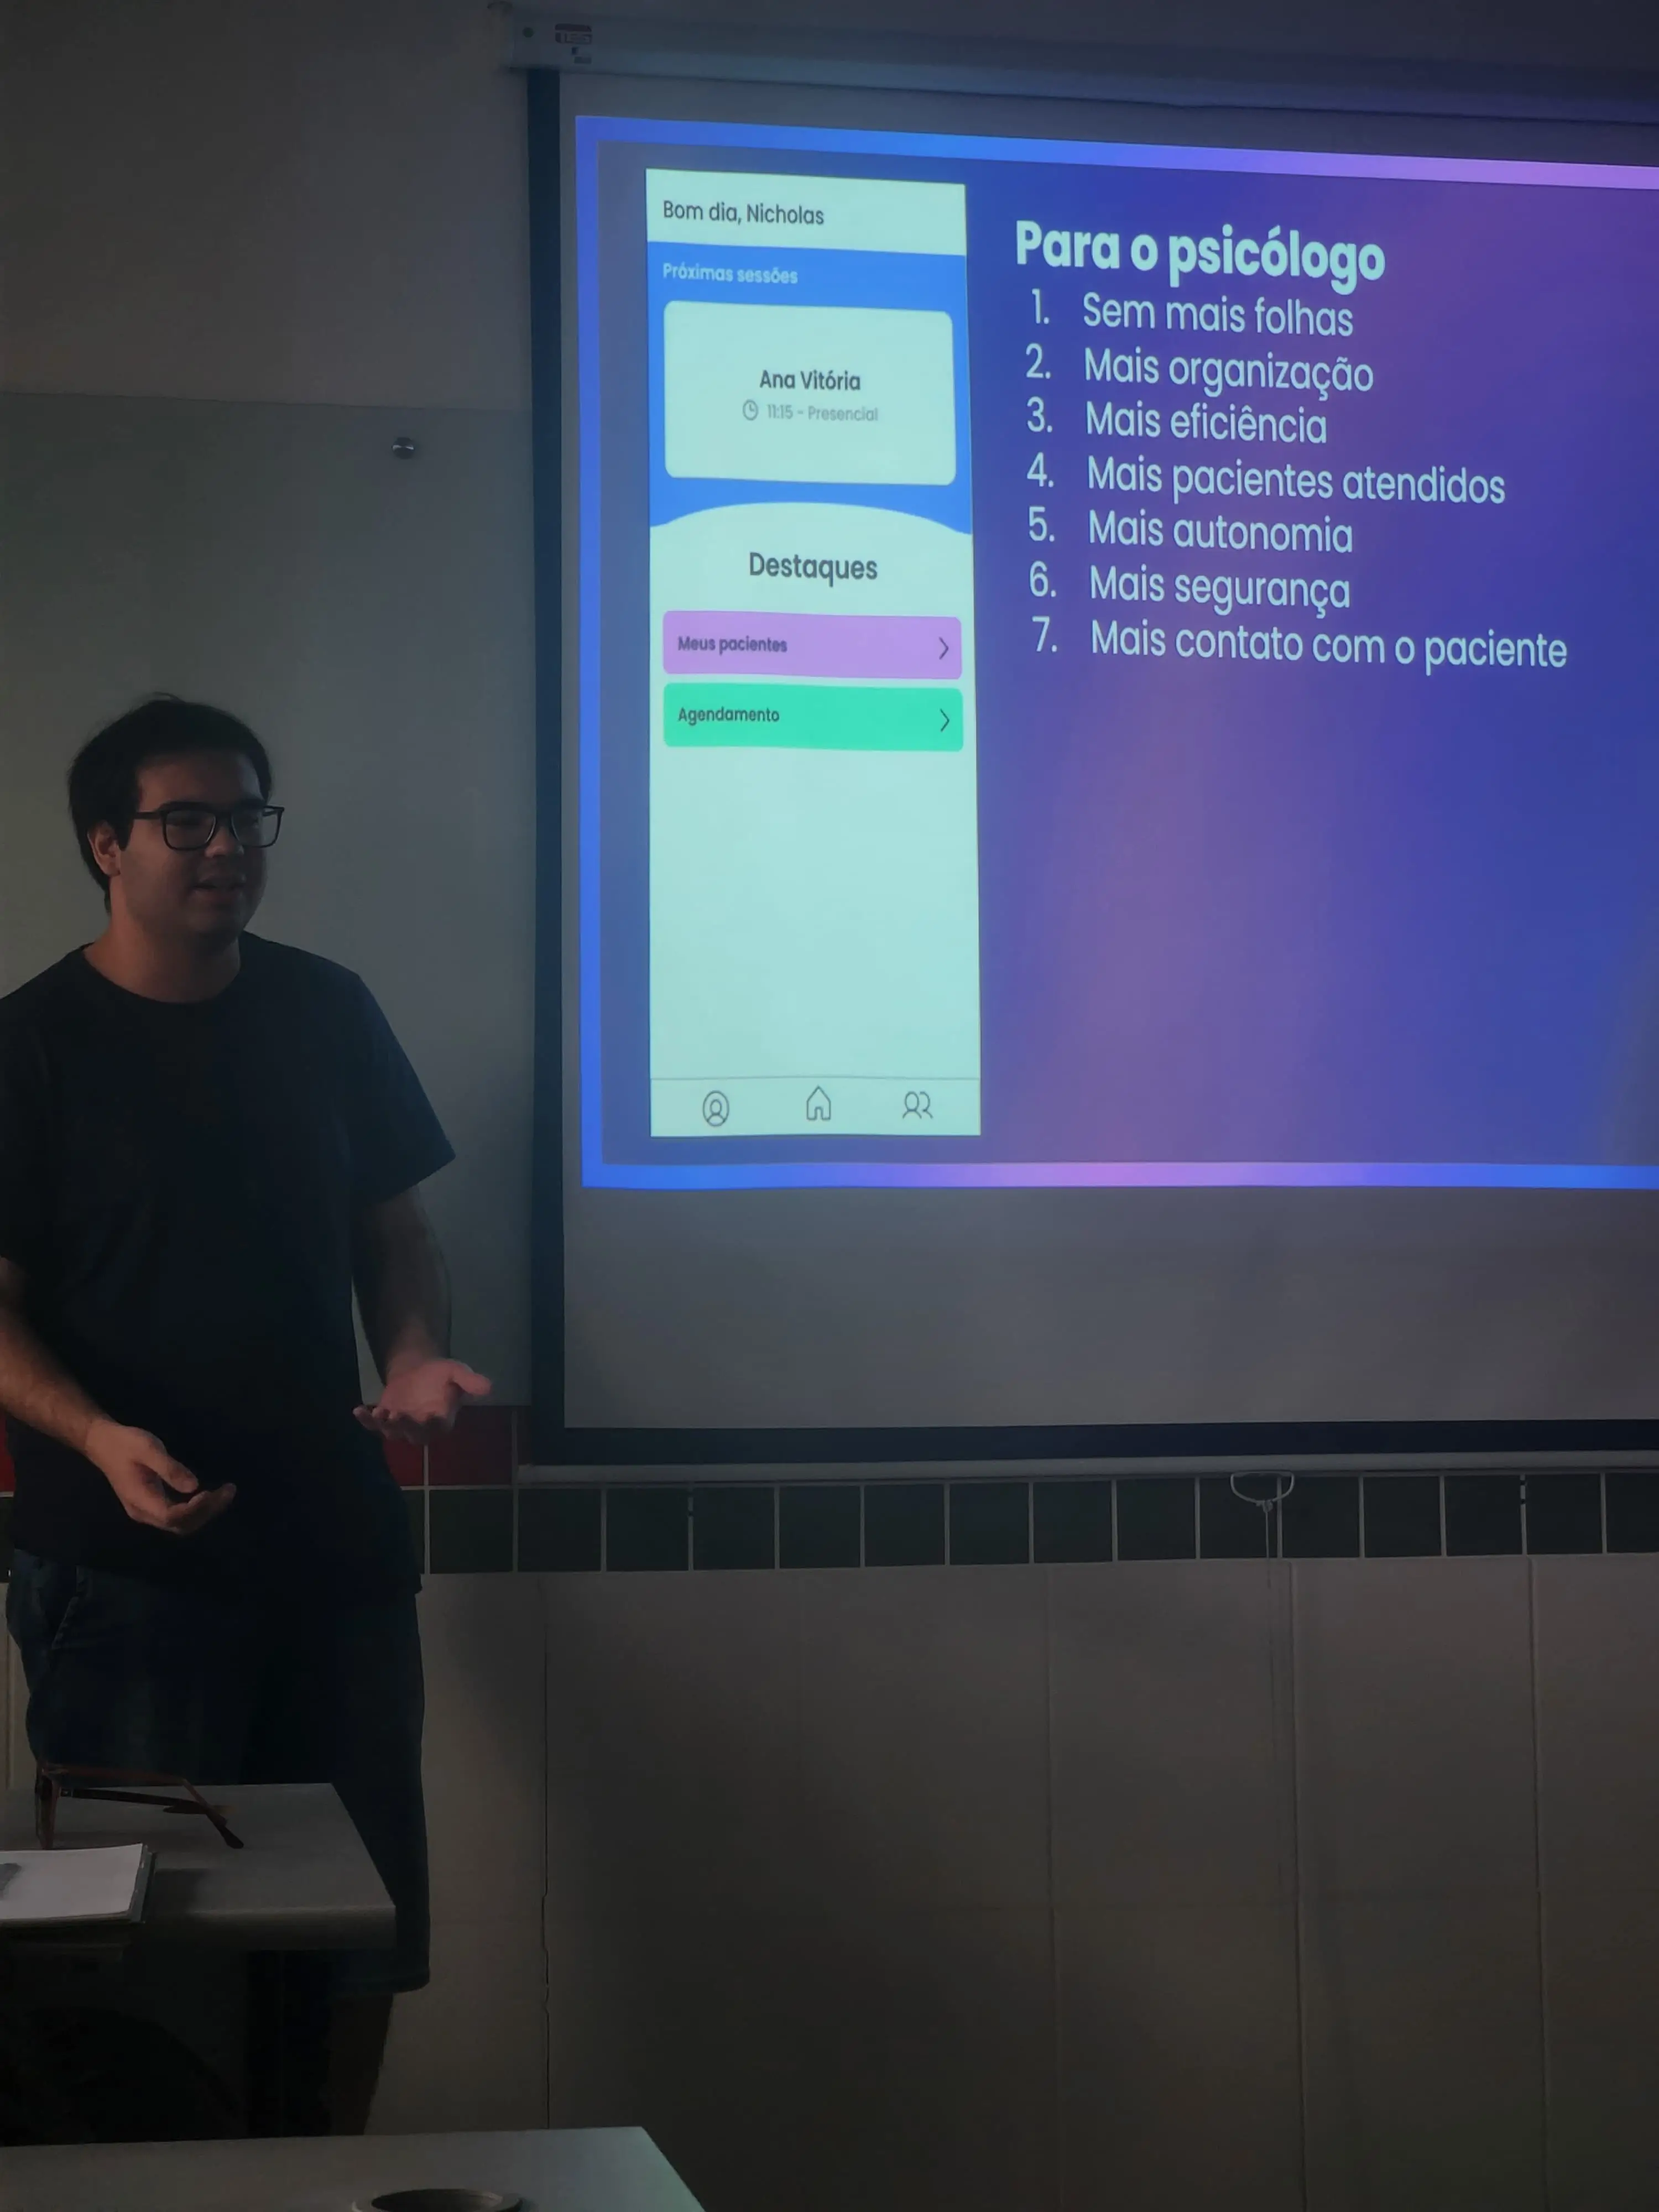 Bom dia, Nicholas
Próximas sessões
Ana Vitória
11:15 - Presencial
Destaques
Meus pacientes
Agendamento
Para o psicólogo
1. Sem mais folhas
2. Mais organização
3. Mais eficiência
4. Mais pacientes atendidos
5. Mais autonomia
6. Mais segurança
7. Mais contato com o paciente